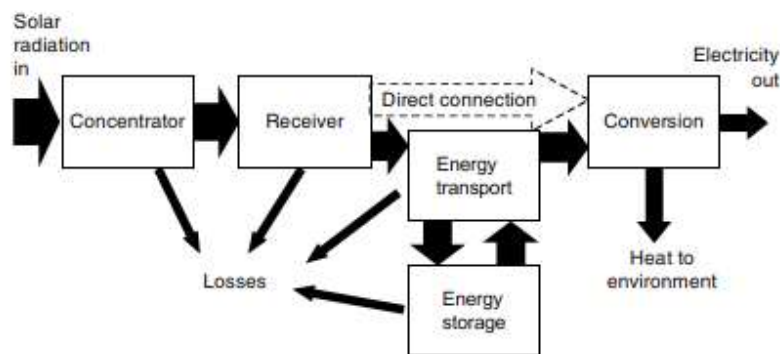 Solar
radiation
in
Concentrator
Receiver
Direct connection
Energy
transport
Energy
storage
Conversion
Electricity
out
Losses
Heat to
environment